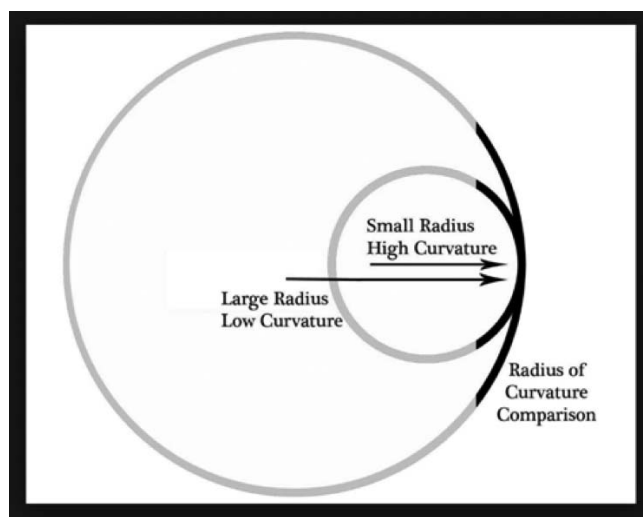 Small Radius
High Curvature
Large Radius
Low Curvature
Radius of
Curvature
Comparison